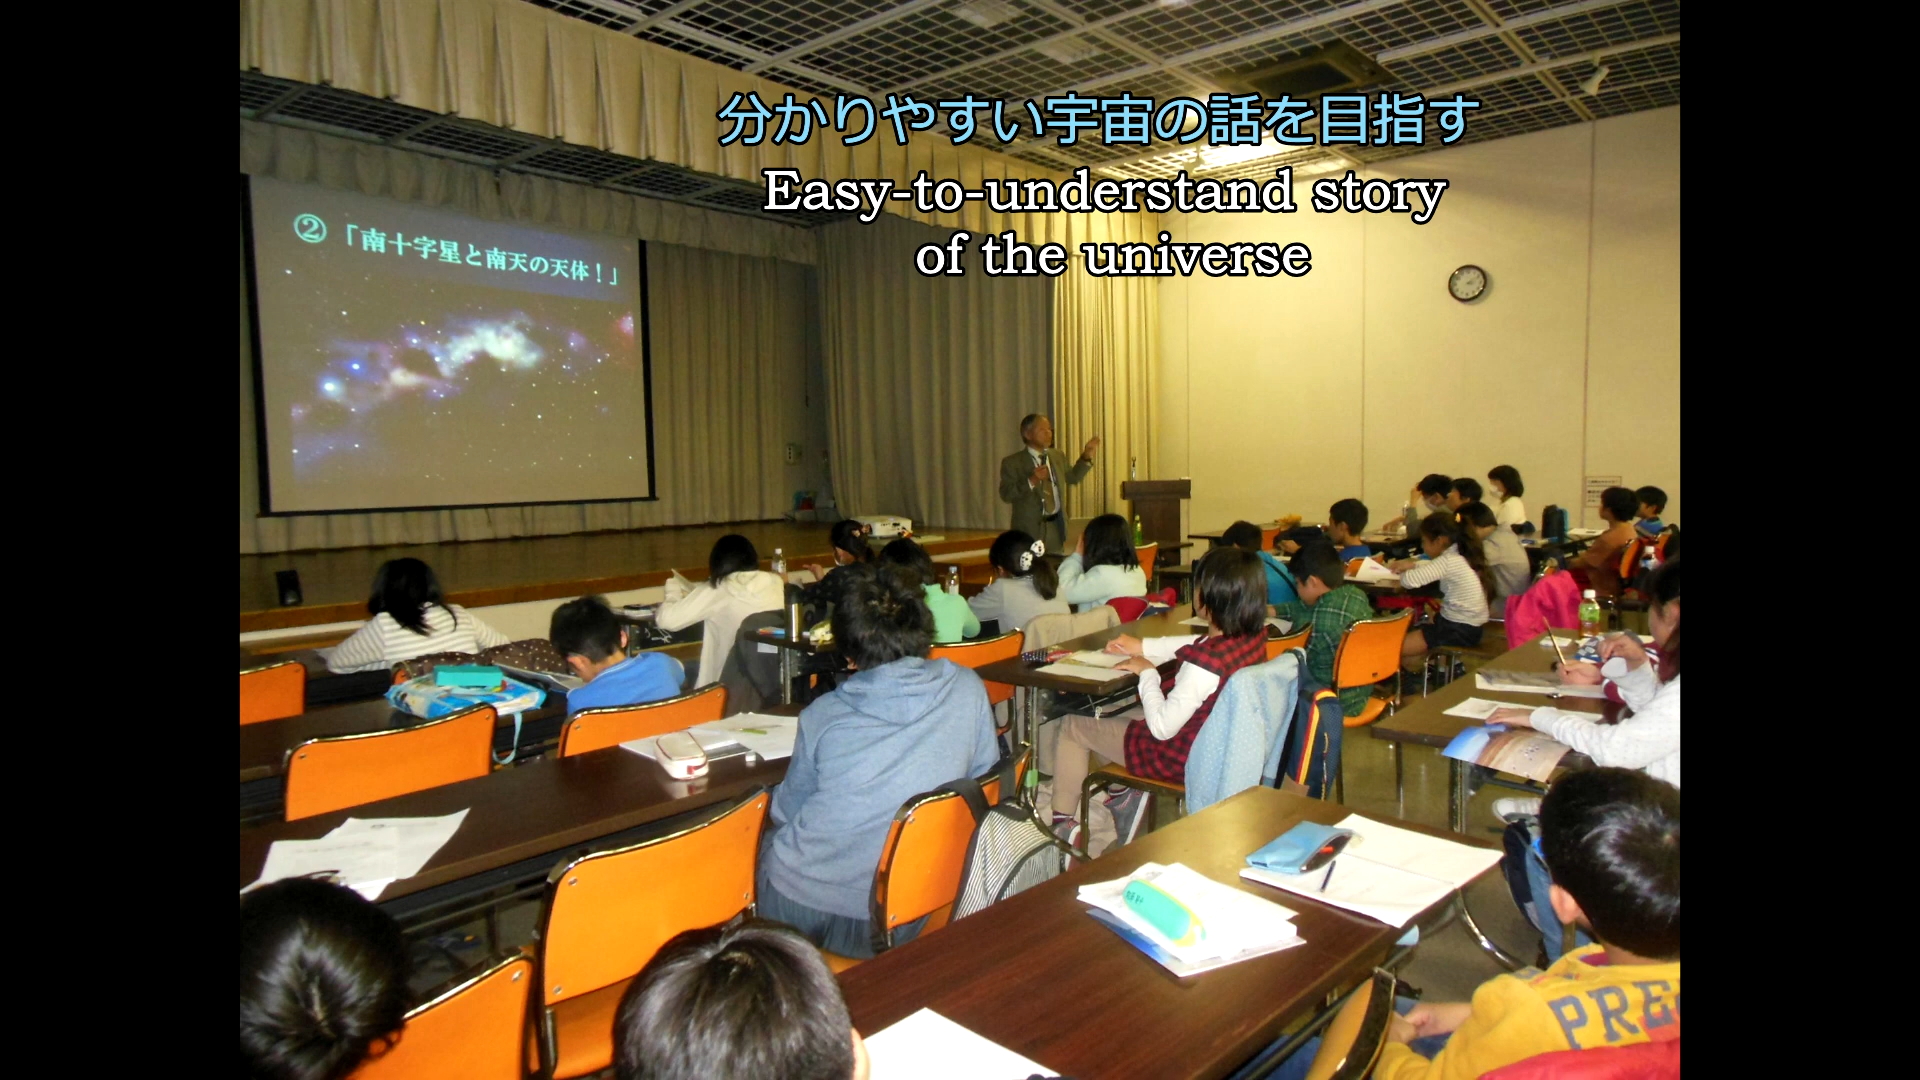 分かりやすい宇宙の話を目指す
Easy-to-understand story
of the universe
②「南十字星と南天の天体！」
PRE